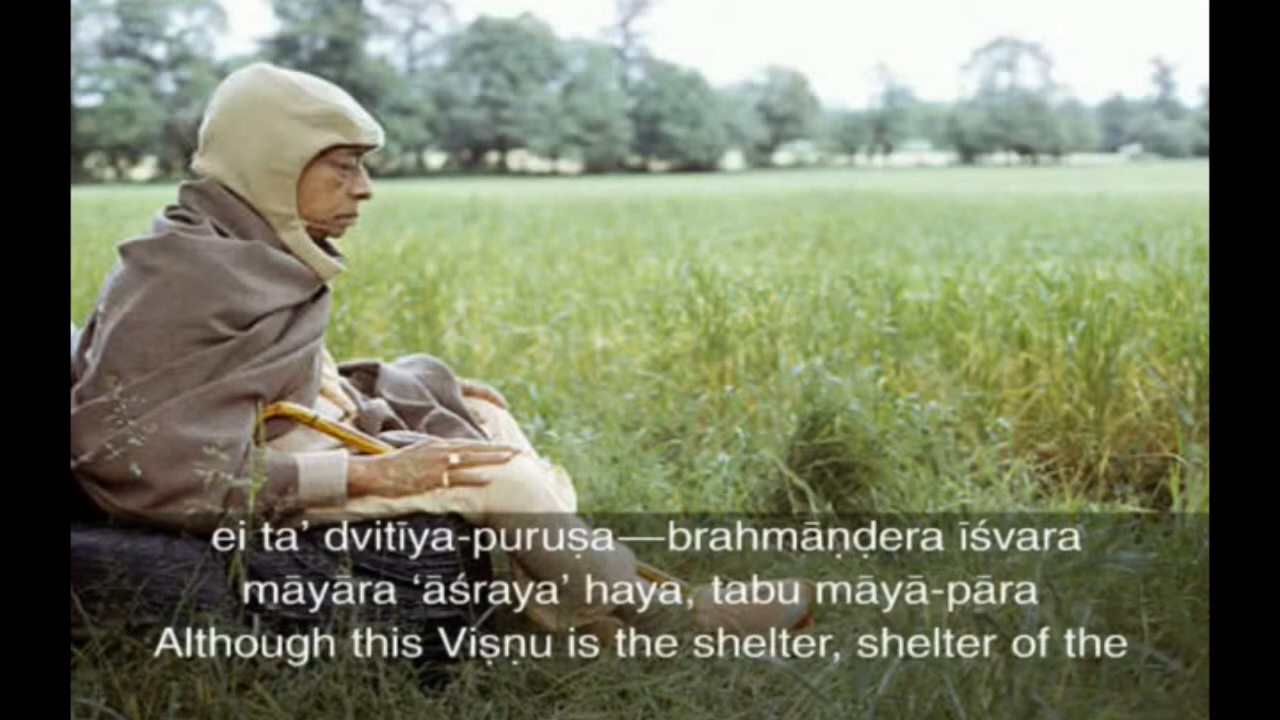 ei ta’ dvitīya-puruṣa—brahmāṇḍera īśvara
māyāra ‘āśraya’ haya, tabu māyā-pāra
Although this Viṣṇu is the shelter, shelter of the